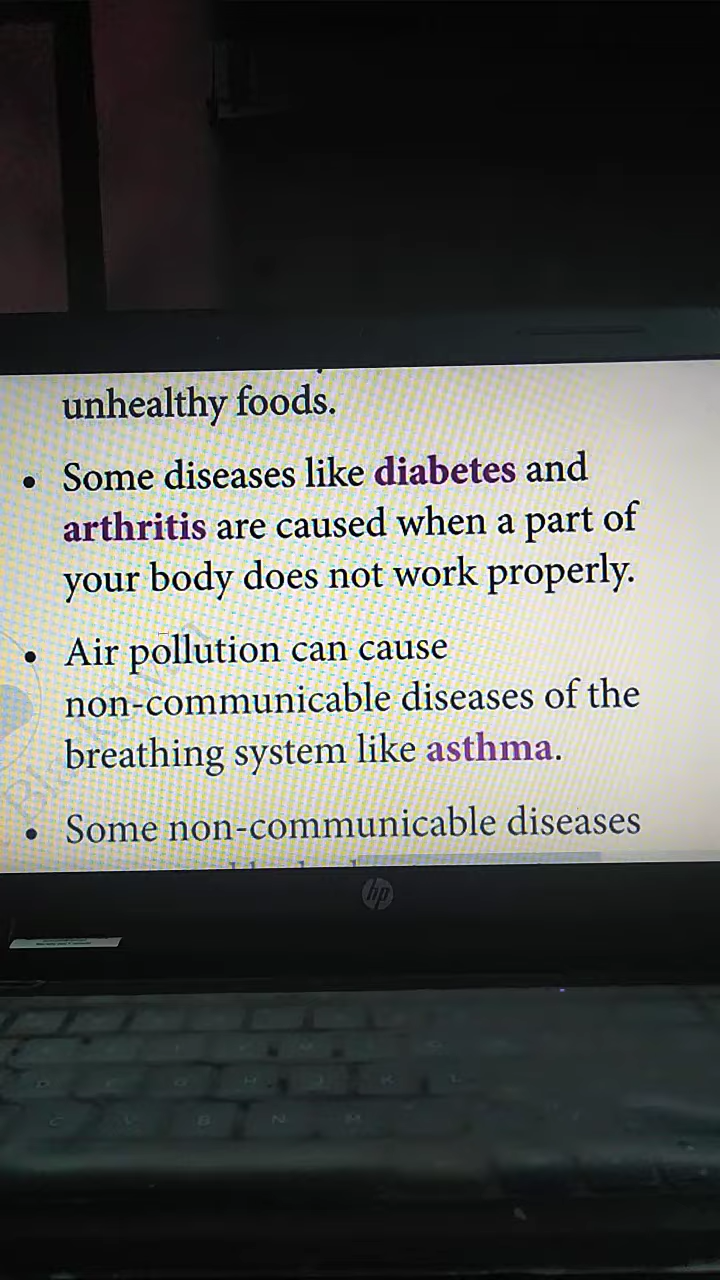 unhealthy foods.
• Some diseases like diabetes and
arthritis are caused when a part of
your body does not work properly.
• Air pollution can cause
non-communicable diseases of the
breathing system like asthma.
• Some non-communicable diseases
hp